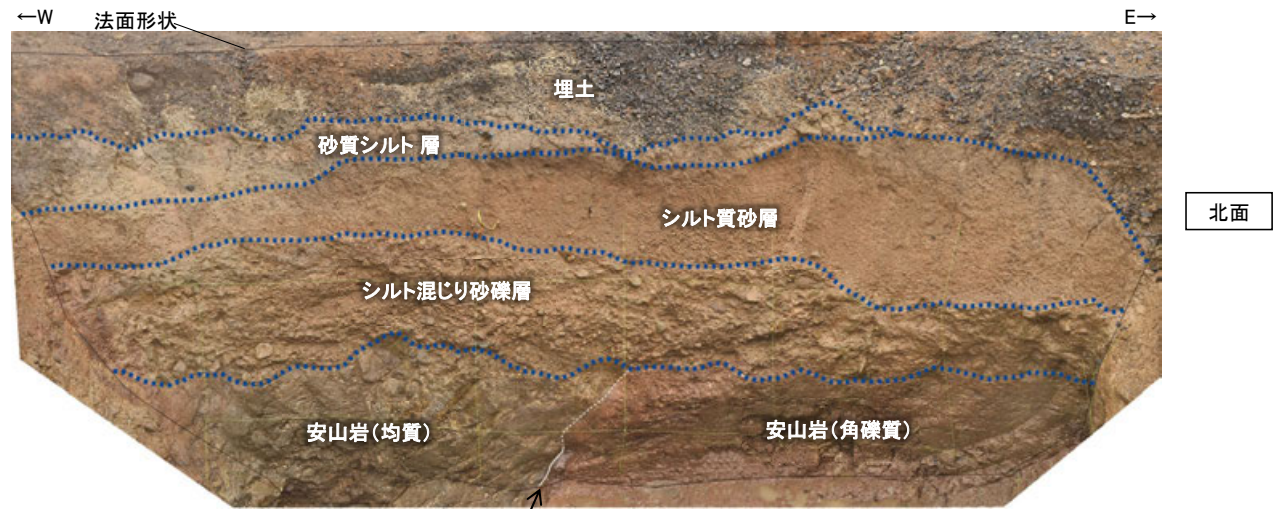 ←W
法面形状
E→
埋土
砂質シルト 層
シルト質砂層
北面
シルト混じり砂礫層
安山岩(均質)
安山岩(角礫質)